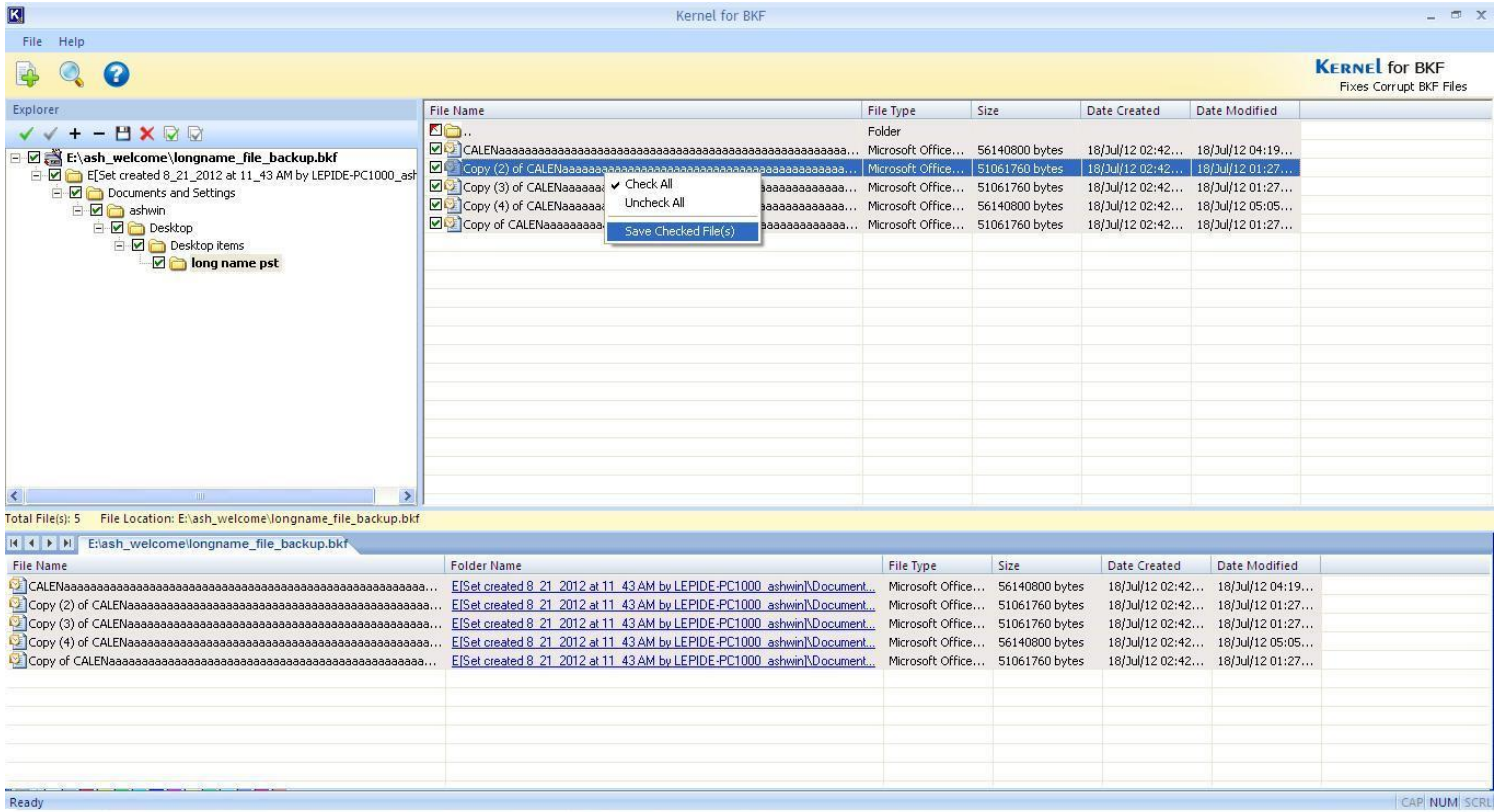 Kernel for BKF
File Help
KERNEL for BKF
Fixes Corrupt BKF Files
Explorer
E:\ash_welcome\longname_file_backup.bkf
E[Set created 8_21_2012 at 11_43 AM by LEPIDE-PC1000_ash
Documents and Settings
ashwin
Desktop
Desktop items
long name pst
File Name File Type Size Date Created Date Modified
.. Folder
CALENaaaaaaaaaaaaaaaaaaaaaaaaaaaaaaaaaaaaaaaaaaaaaaaaaa... Microsoft Office... 56140800 bytes 18/Jul/12 02:42... 18/Jul/12 04:19...
Copy (2) of CALENaaaaaaaaaaaaaaaaaaaaaaaaaaaaaaaaaaaaaaaa... Microsoft Office... 51061760 bytes 18/Jul/12 02:42... 18/Jul/12 01:27...
Copy (3) of CALENaaaaaa aaaaaaaaaaaa... Microsoft Office... 51061760 bytes 18/Jul/12 02:42... 18/Jul/12 01:27...
Copy (4) of CALENaaaaaa aaaaaaaaaaaa... Microsoft Office... 56140800 bytes 18/Jul/12 02:42... 18/Jul/12 05:05...
Copy of CALENaaaaaaaaa aaaaaaaaaaaa... Microsoft Office... 51061760 bytes 18/Jul/12 02:42... 18/Jul/12 01:27...
Check All
Uncheck All
Save Checked File(s)
Total File(s): 5 File Location: E:\ash_welcome\longname_file_backup.bkf
E:\ash_welcome\longname_file_backup.bkf
File Name Folder Name File Type Size Date Created Date Modified
CALENaaaaaaaaaaaaaaaaaaaaaaaaaaaaaaaaaaaaaaaaaaaaaaaa... E[Set created 8_21_2012 at 11_43 AM by LEPIDE-PC1000_ashwin]\Document... Microsoft Office... 56140800 bytes 18/Jul/12 02:42... 18/Jul/12 04:19...
Copy (2) of CALENaaaaaaaaaaaaaaaaaaaaaaaaaaaaaaaaaaaaaaaaa... E[Set created 8_21_2012 at 11_43 AM by LEPIDE-PC1000_ashwin]\Document... Microsoft Office... 51061760 bytes 18/Jul/12 02:42... 18/Jul/12 01:27...
Copy (3) of CALENaaaaaaaaaaaaaaaaaaaaaaaaaaaaaaaaaaaaaaaaa... E[Set created 8_21_2012 at 11_43 AM by LEPIDE-PC1000_ashwin]\Document... Microsoft Office... 51061760 bytes 18/Jul/12 02:42... 18/Jul/12 01:27...
Copy (4) of CALENaaaaaaaaaaaaaaaaaaaaaaaaaaaaaaaaaaaaaaaaa... E[Set created 8_21_2012 at 11_43 AM by LEPIDE-PC1000_ashwin]\Document... Microsoft Office... 56140800 bytes 18/Jul/12 02:42... 18/Jul/12 05:05...
Copy of CALENaaaaaaaaaaaaaaaaaaaaaaaaaaaaaaaaaaaaaaaaaaa... E[Set created 8_21_2012 at 11_43 AM by LEPIDE-PC1000_ashwin]\Document... Microsoft Office... 51061760 bytes 18/Jul/12 02:42... 18/Jul/12 01:27...
Ready CAP NUM SCRL